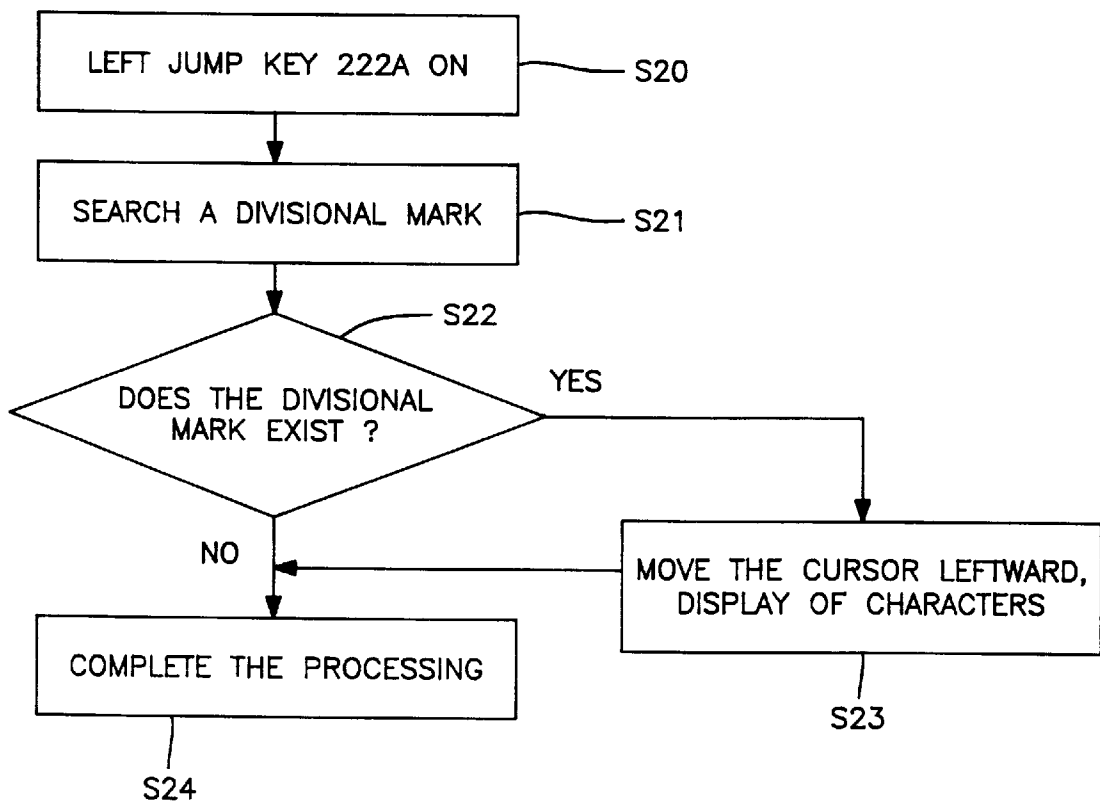 LEFT JUMP KEY 222A ON
S20
SEARCH A DIVISIONAL MARK
S21
S22
DOES THE DIVISIONAL
MARK EXIST ?
YES
NO
MOVE THE CURSOR LEFTWARD,
DISPLAY OF CHARACTERS
S23
COMPLETE THE PROCESSING
S24